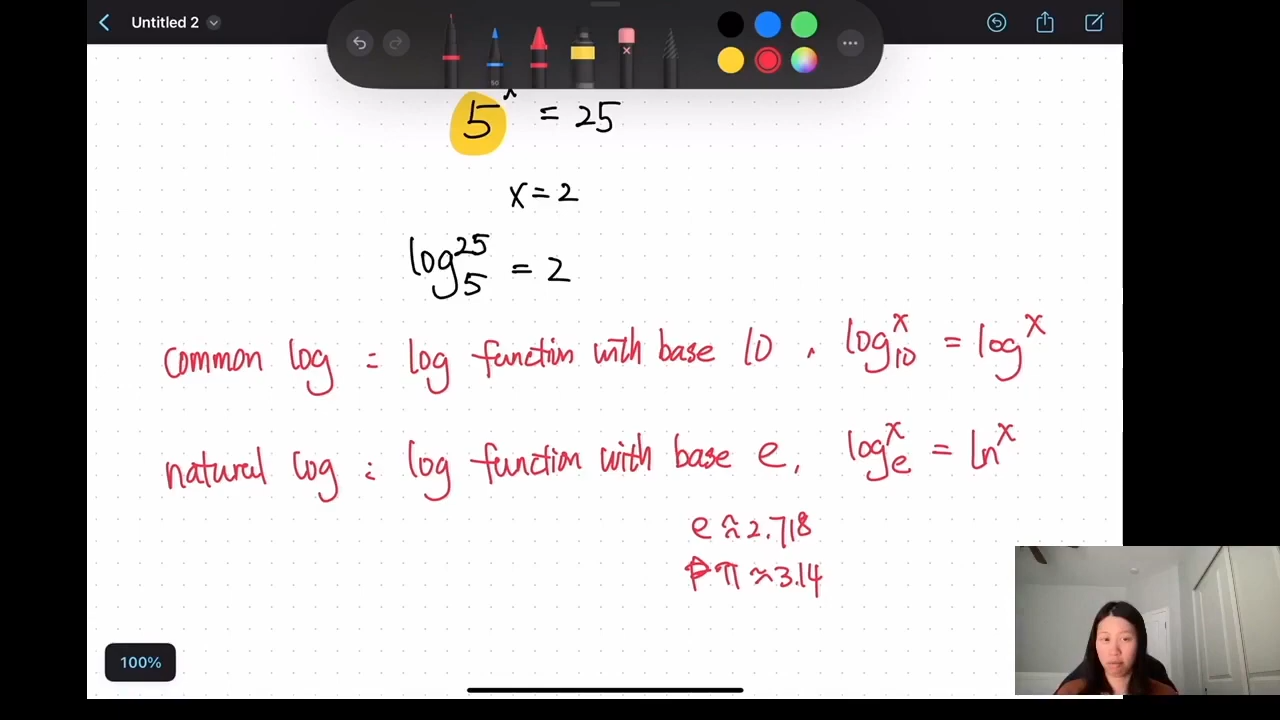 Untitled 2
50
5^x = 25
x = 2
log_5^25 = 2
common log : log function with base 10, log_10^x = log^x
natural log : log function with base e, log_e^x = ln^x
e ≈ 2.718
π ≈ 3.14
100%